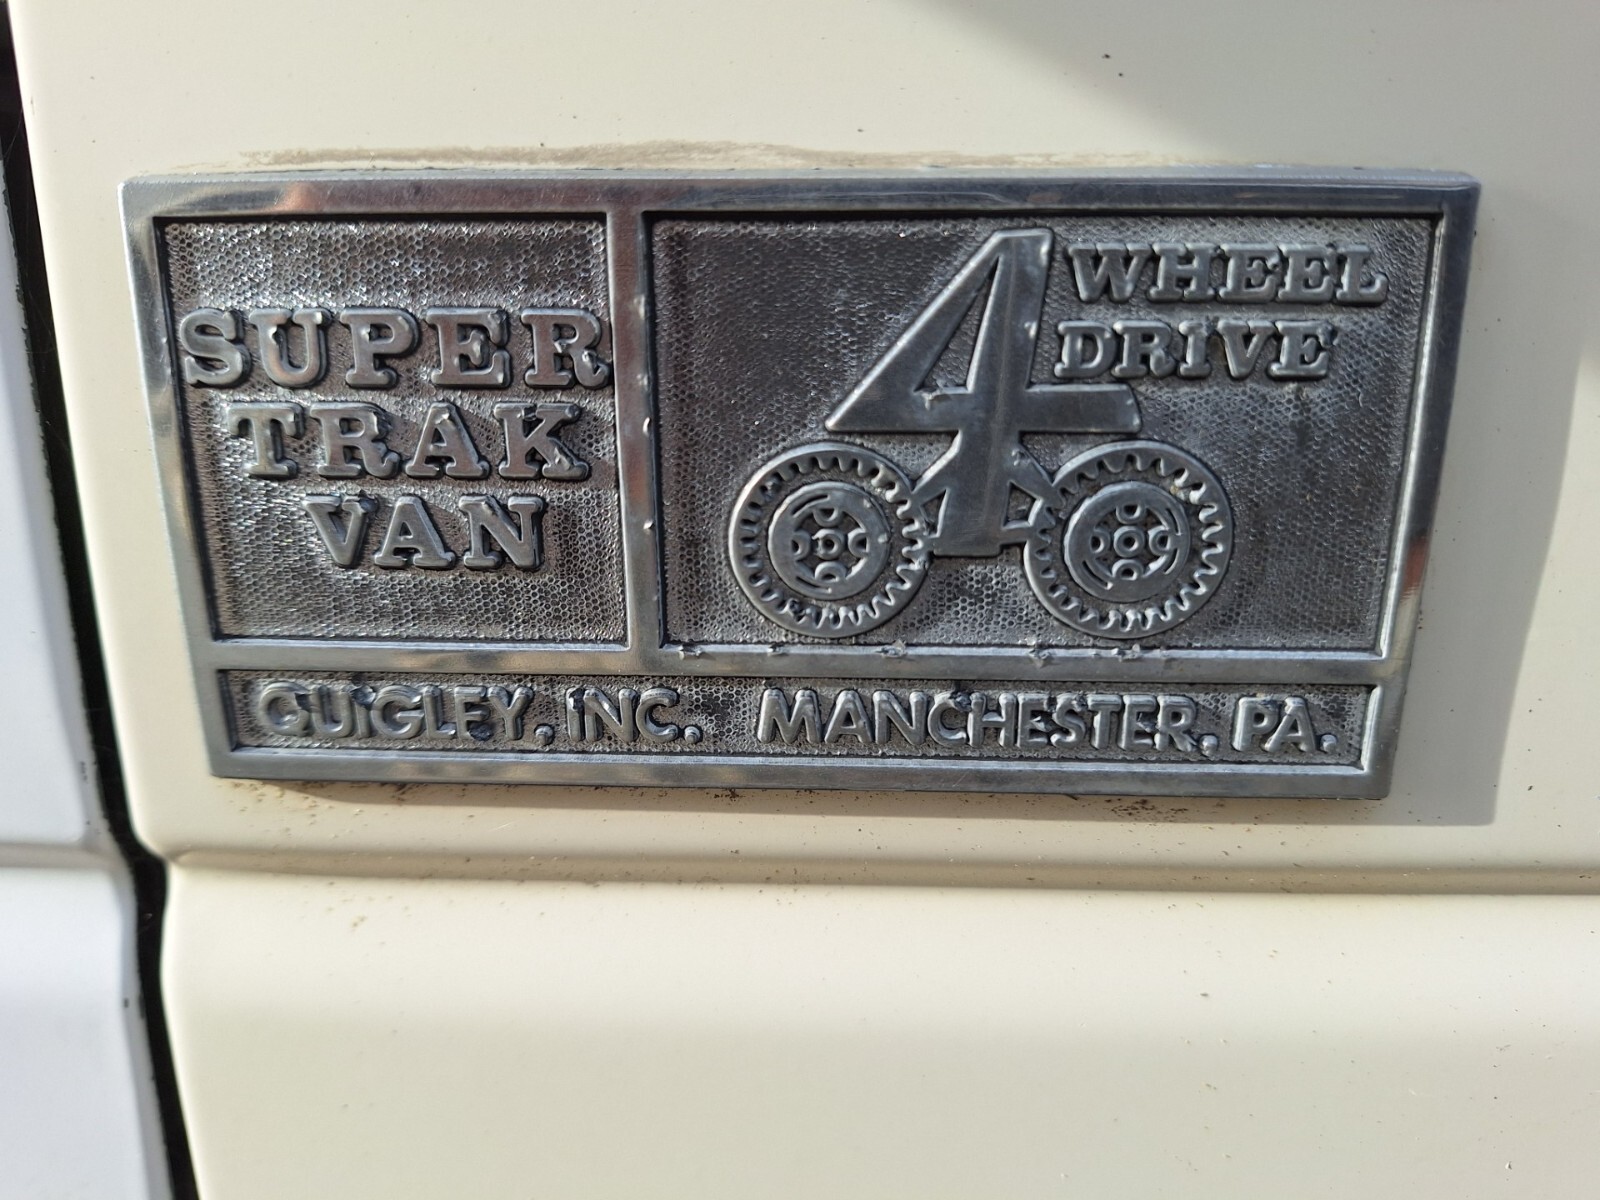 SUPER
TRAK
VAN
4 WHEEL
DRIVE
QUIGLEY, INC. MANCHESTER, PA.